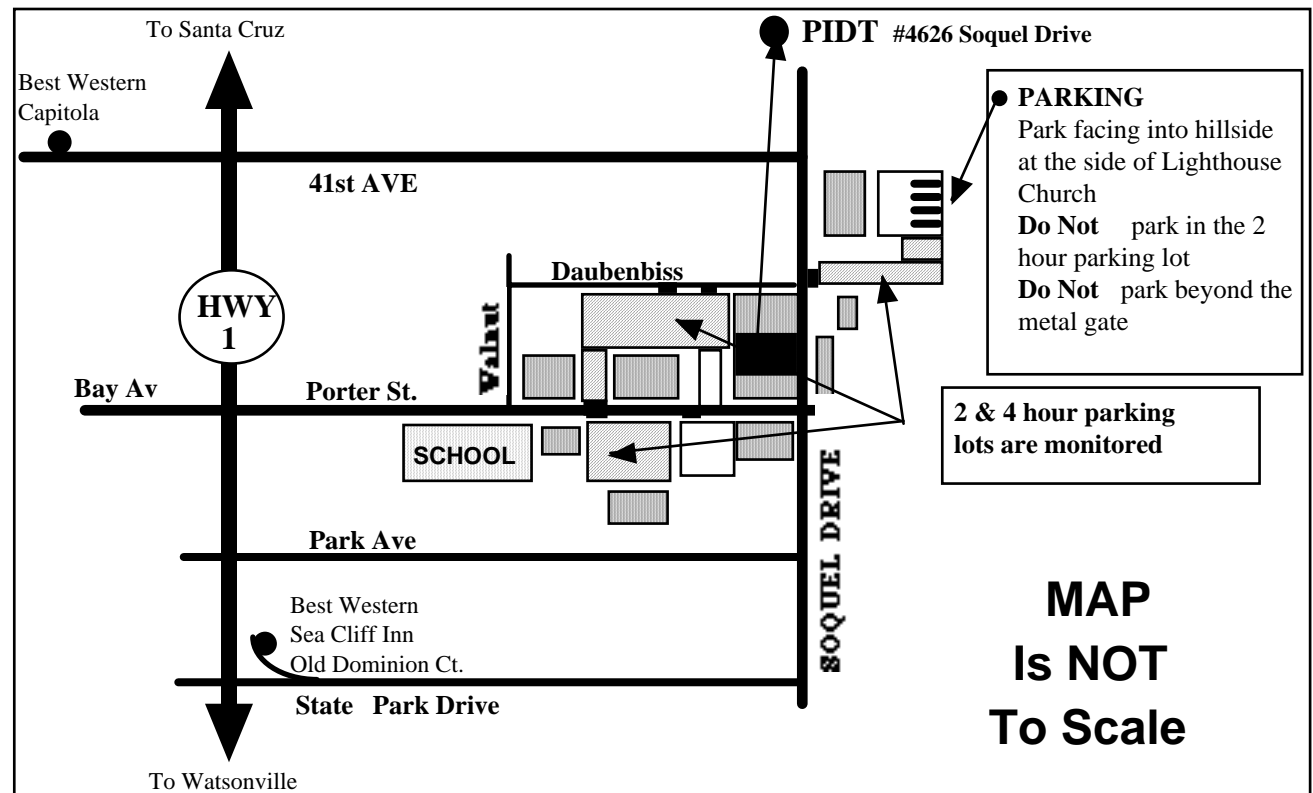 To Santa Cruz
PIDT #4626 Soquel Drive
Best Western
Capitola
PARKING
Park facing into hillside
at the side of Lighthouse
Church
Do Not park in the 2
hour parking lot
Do Not park beyond the
metal gate
41st AVE
Daubenbiss
HWY
1
Walnut
Bay Av
Porter St.
2 & 4 hour parking
lots are monitored
SCHOOL
SOQUEL DRIVE
Park Ave
Best Western
Sea Cliff Inn
Old Dominion Ct.
State Park Drive
MAP
Is NOT
To Scale
To Watsonville